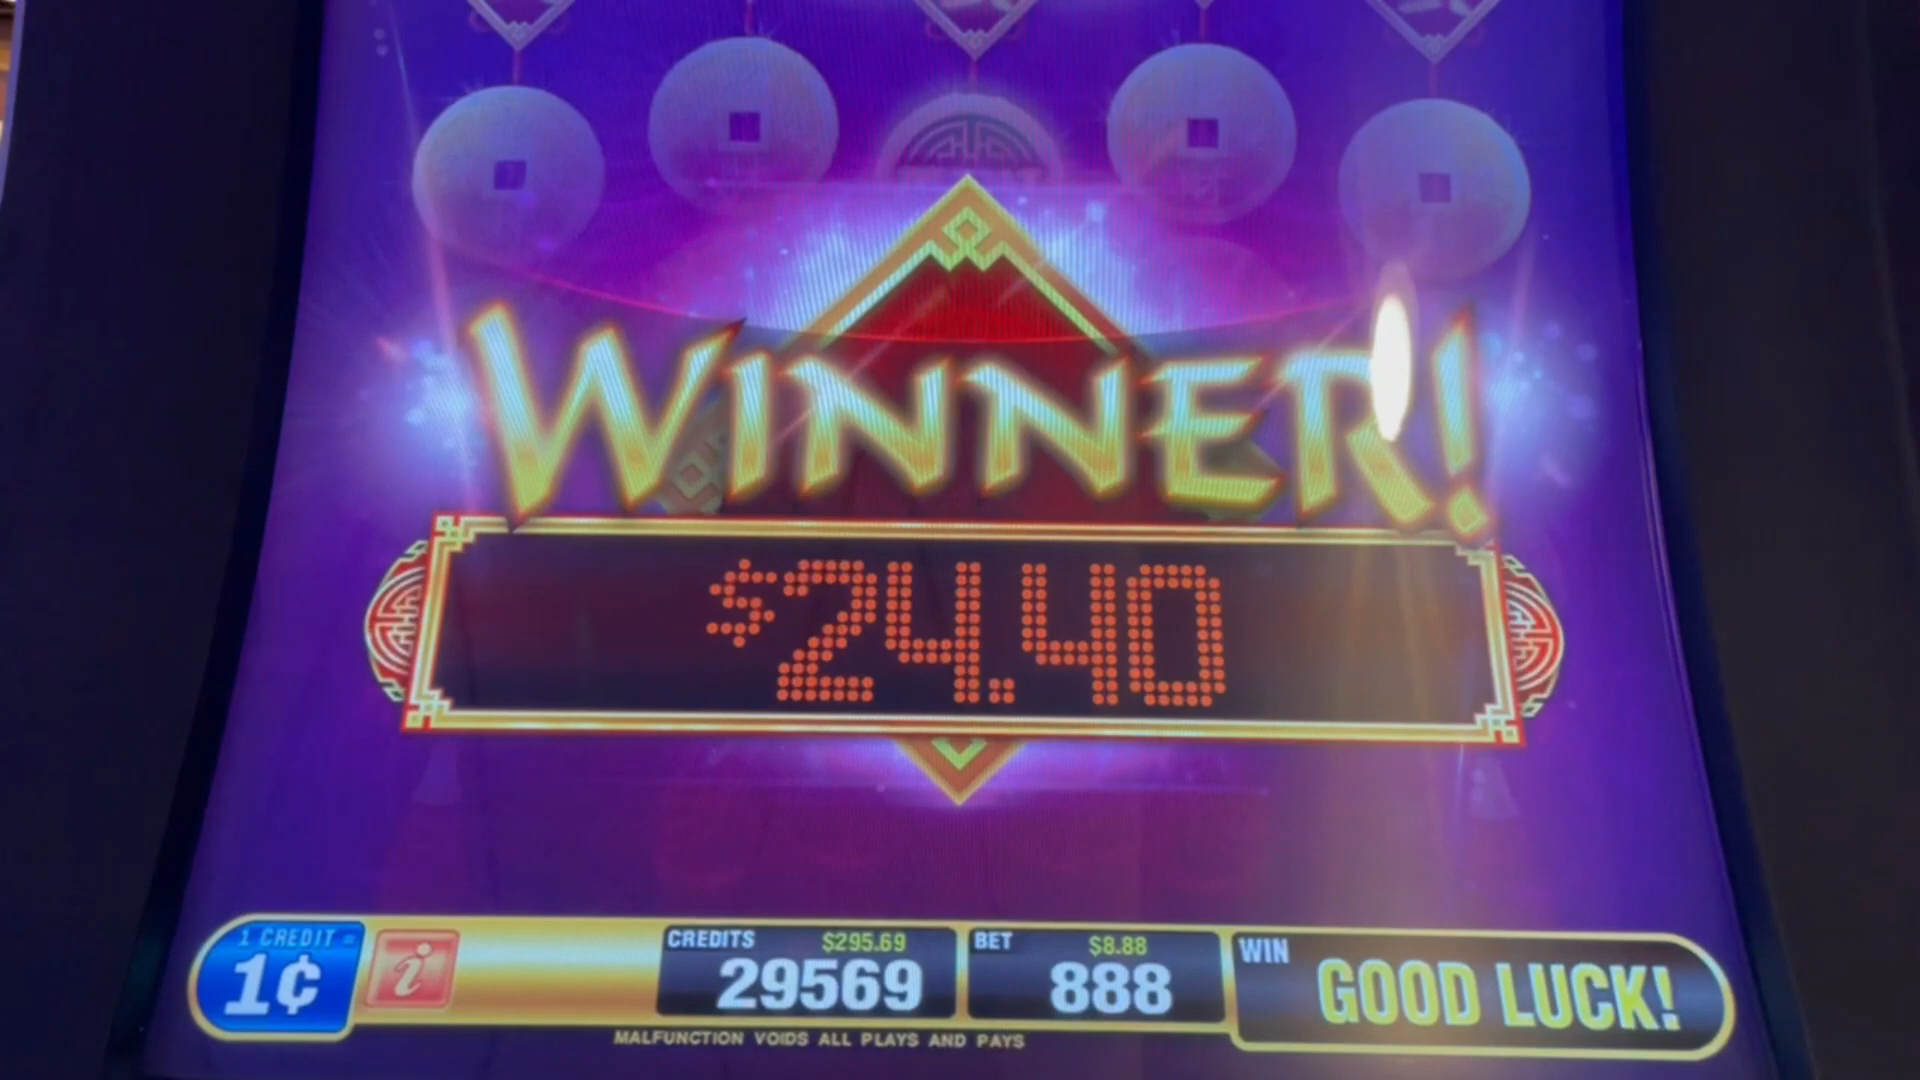 WINNER!
$24.40
1 CREDIT =
1¢
i
CREDITS $295.69
29569
BET $8.88
888
WIN
GOOD LUCK!
MALFUNCTION VOIDS ALL PLAYS AND PAYS